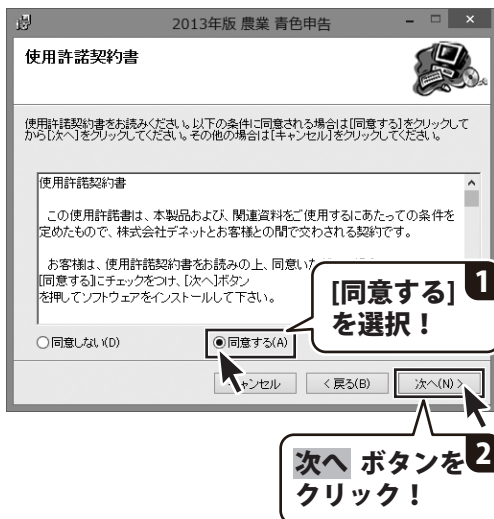 2013年版 農業 青色申告
使用許諾契約書
使用許諾契約書をお読みください。以下の条件に同意される場合は[同意する]をクリックして
から[次へ]をクリックしてください。その他の場合は[キャンセル]をクリックしてください。
使用許諾契約書
この使用許諾書は、本製品および、関連資料をご使用するにあたっての条件を
定めたもので、株式会社デネットとお客様との間で交わされる契約です。
お客様は、使用許諾契約書をお読みの上、同意いた
[同意する]にチェックをつけ、[次へ]ボタン
を押してソフトウェアをインストールして下さい。
1
[同意する]
を選択！
同意しない(D)
同意する(A)
ャンセル
< 戻る(B)
次へ(N) >
2
次へ ボタンを
クリック！